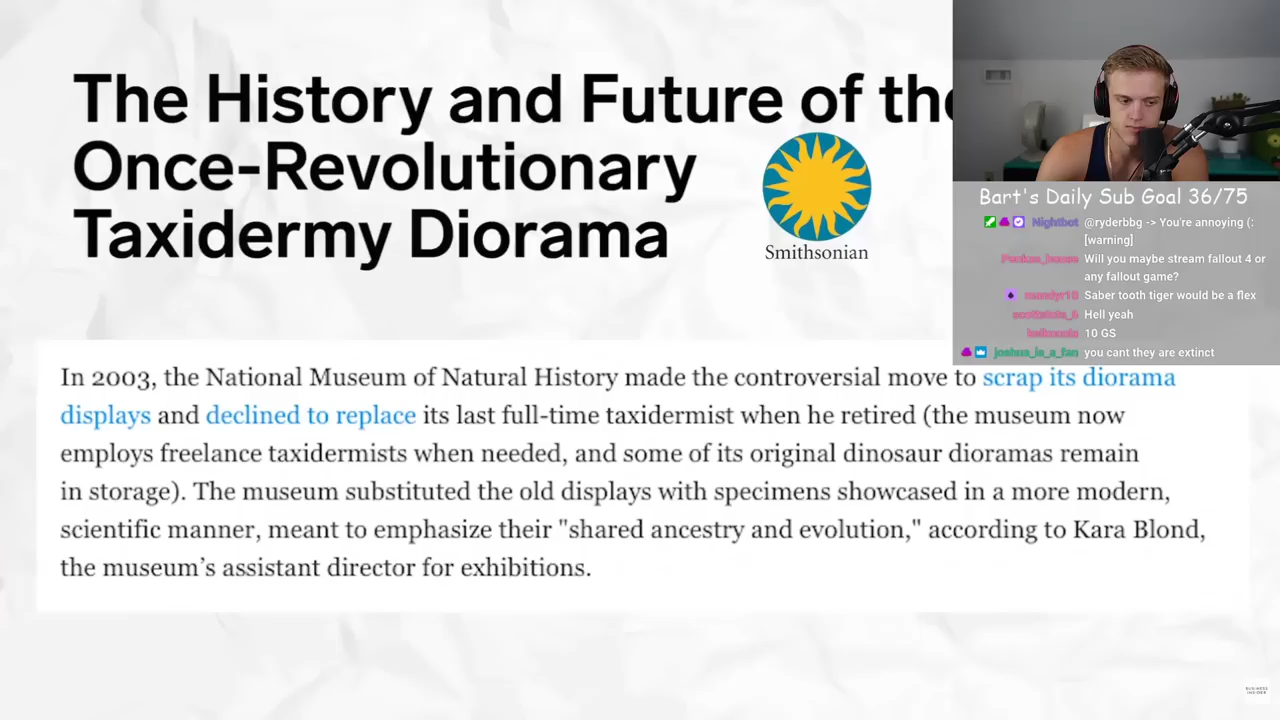 The History and Future of the
Once-Revolutionary
Taxidermy Diorama
Smithsonian
In 2003, the National Museum of Natural History made the controversial move to scrap its diorama
displays and declined to replace its last full-time taxidermist when he retired (the museum now
employs freelance taxidermists when needed, and some of its original dinosaur dioramas remain
in storage). The museum substituted the old displays with specimens showcased in a more modern,
scientific manner, meant to emphasize their "shared ancestry and evolution," according to Kara Blond,
the museum’s assistant director for exhibitions.
Bart's Daily Sub Goal 36/75
Nightbot @ryderbbg -> You're annoying (:
[warning]
Will you maybe stream fallout 4 or
any fallout game?
mandyr10 Saber tooth tiger would be a flex
Hell yeah
10 GS
joshua_is_a_fan you cant they are extinct
BUSINESS
INSIDER